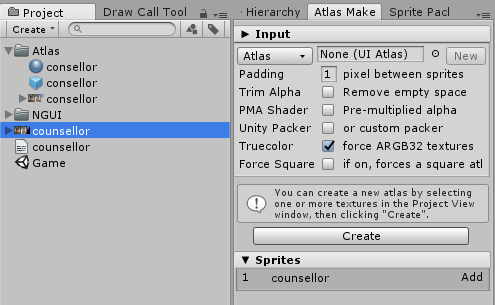 Project
Draw Call Tool
Hierarchy
Atlas Make
Sprite Pacl
Create
Atlas
consellor
consellor
consellor
NGUI
counsellor
counsellor
Game
Input
Atlas
None (UI Atlas)
New
Padding
1
pixel between sprites
Trim Alpha
Remove empty space
PMA Shader
Pre-multiplied alpha
Unity Packer
or custom packer
Truecolor
force ARGB32 textures
Force Square
if on, forces a square atl
You can create a new atlas by selecting
one or more textures in the Project View
window, then clicking "Create".
Create
Sprites
1
counsellor
Add